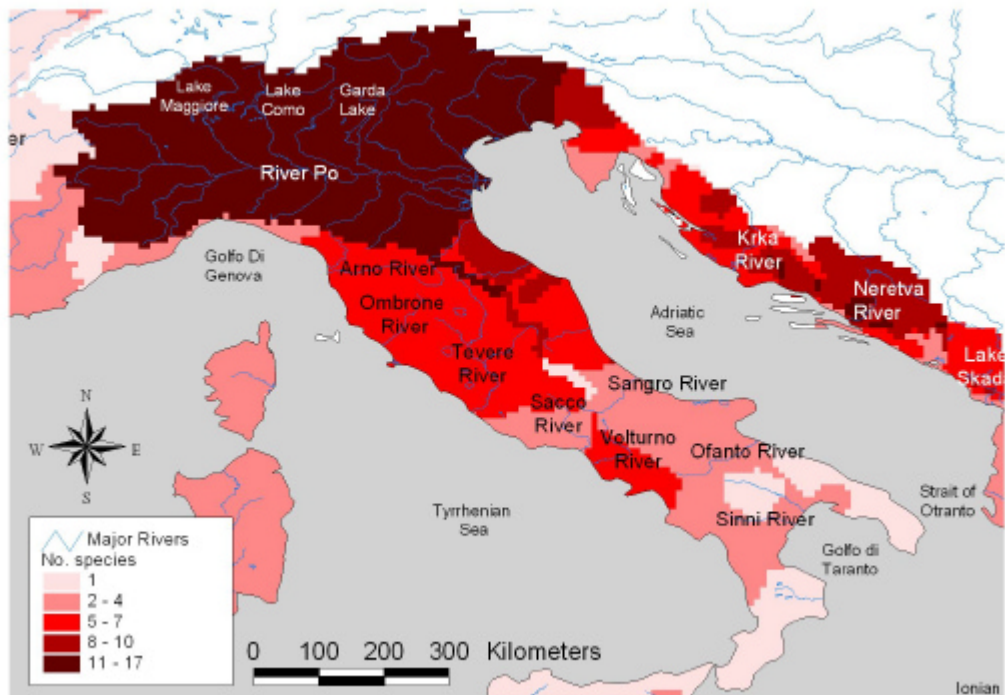 Lake
Maggiore
Lake
Como
Garda
Lake
er
River Po
Golfo Di
Genova
Arno River
Ombrone
River
Tevere
River
Adriatic
Sea
Krka
River
Neretva
River
Lake
Skad
Sangro River
Sacco
River
Volturno
River
Ofanto River
Sinni River
Strait of
Otranto
Golfo di
Taranto
Tyrrhenian
Sea
N
W E
S
Major Rivers
No. species
1
2 - 4
5 - 7
8 - 10
11 - 17
0 100 200 300 Kilometers
Ionian